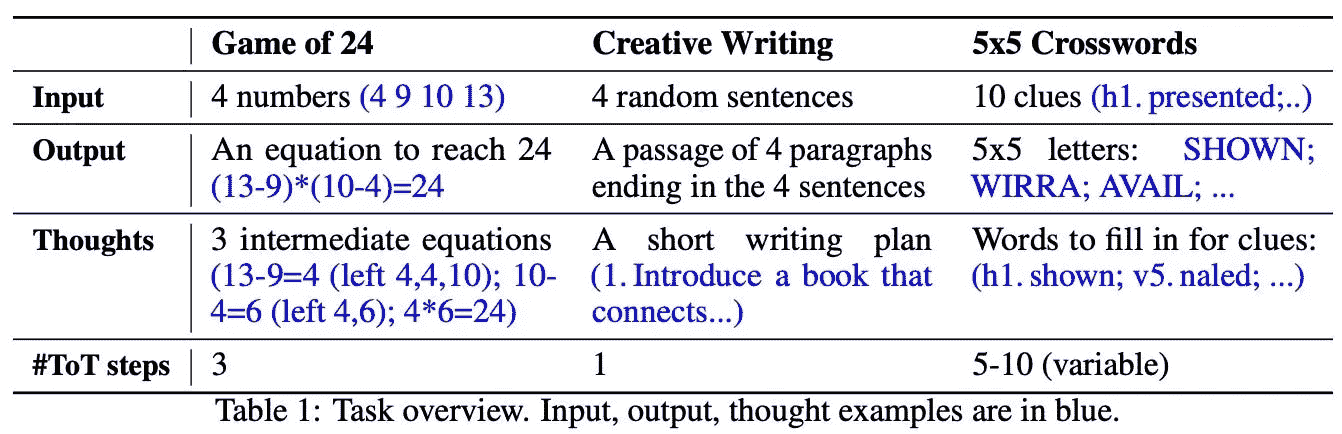 Game of 24 Creative Writing 5x5 Crosswords
Input 4 numbers (4 9 10 13) 4 random sentences 10 clues (h1. presented;..)
Output An equation to reach 24 A passage of 4 paragraphs 5x5 letters: SHOWN;
(13-9)*(10-4)=24 ending in the 4 sentences WIRRA; AVAIL; ...
Thoughts 3 intermediate equations A short writing plan Words to fill in for clues:
(13-9=4 (left 4,4,10); 10- (1. Introduce a book that (h1. shown; v5. naled; ...)
4=6 (left 4,6); 4*6=24) connects...)
#ToT steps 3 1 5-10 (variable)
Table 1: Task overview. Input, output, thought examples are in blue.